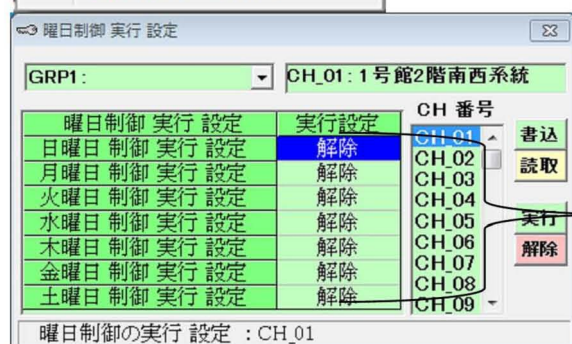 曜日制御 実行 設定
GRP1:
CH_01:1号館2階南西系統
CH 番号
曜日制御 実行 設定 実行設定
日曜日 制御 実行 設定 解除
月曜日 制御 実行 設定 解除
火曜日 制御 実行 設定 解除
水曜日 制御 実行 設定 解除
木曜日 制御 実行 設定 解除
金曜日 制御 実行 設定 解除
土曜日 制御 実行 設定 解除
CH_01
CH_02
CH_03
CH_04
CH_05
CH_06
CH_07
CH_08
CH_09
書込
読取
実行
解除
曜日制御の実行 設定 :CH_01